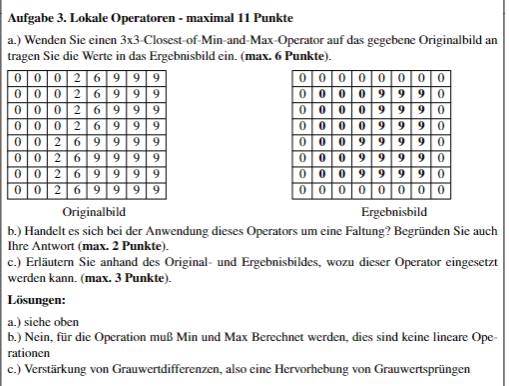 Aufgabe 3. Lokale Operatoren - maximal 11 Punkte
a.) Wenden Sie einen 3x3-Closest-of-Min-and-Max-Operator auf das gegebene Originalbild an
tragen Sie die Werte in das Ergebnisbild ein. (max. 6 Punkte).
0 0 0 2 6 9 9 9 0 0 0 0 0 0 0 0
0 0 0 2 6 9 9 9 0 0 0 0 9 9 9 0
0 0 0 2 6 9 9 9 0 0 0 0 9 9 9 0
0 0 0 2 6 9 9 9 0 0 0 0 9 9 9 0
0 0 2 6 9 9 9 9 0 0 0 9 9 9 9 0
0 0 2 6 9 9 9 9 0 0 0 9 9 9 9 0
0 0 2 6 9 9 9 9 0 0 0 9 9 9 9 0
0 0 2 6 9 9 9 9 0 0 0 0 0 0 0 0
Originalbild Ergebnisbild
b.) Handelt es sich bei der Anwendung dieses Operators um eine Faltung? Begründen Sie auch
Ihre Antwort (max. 2 Punkte).
c.) Erläutern Sie anhand des Original- und Ergebnisbildes, wozu dieser Operator eingesetzt
werden kann. (max. 3 Punkte).
Lösungen:
a.) siehe oben
b.) Nein, für die Operation muß Min und Max Berechnet werden, dies sind keine lineare Ope-
rationen
c.) Verstärkung von Grauwertdifferenzen, also eine Hervorhebung von Grauwertsprüngen